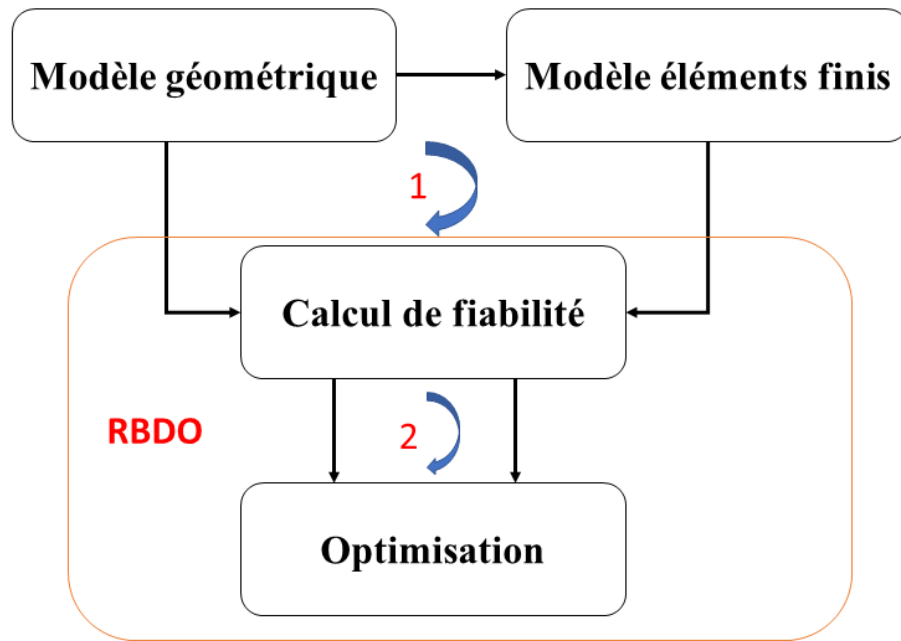 Modèle géométrique
Modèle éléments finis
1
Calcul de fiabilité
RBDO
2
Optimisation